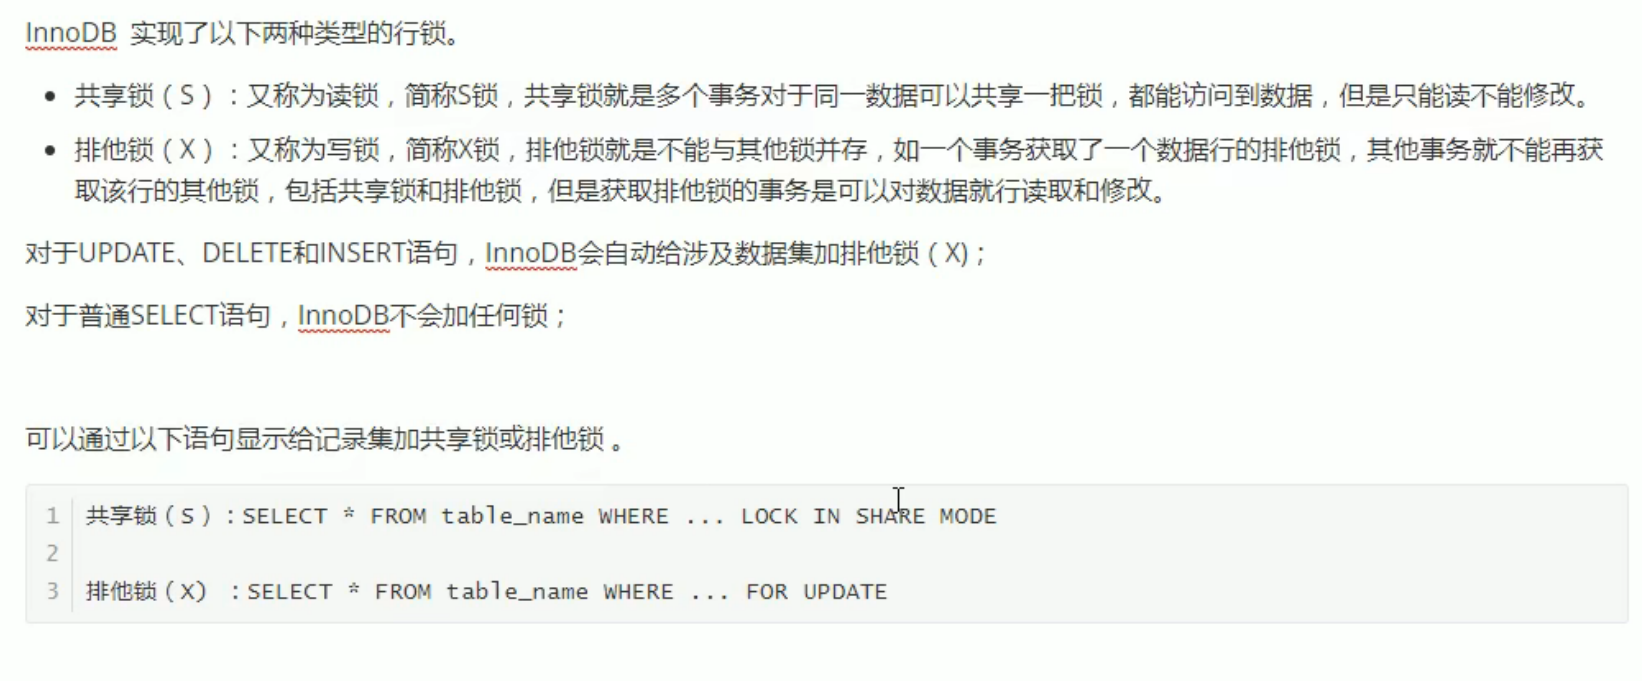 InnoDB 实现了以下两种类型的行锁。
• 共享锁（S）：又称为读锁，简称S锁，共享锁就是多个事务对于同一数据可以共享一把锁，都能访问到数据，但是只能读不能修改。
• 排他锁（X）：又称为写锁，简称X锁，排他锁就是不能与其他锁并存，如一个事务获取了一个数据行的排他锁，其他事务就不能再获
取该行的其他锁，包括共享锁和排他锁，但是获取排他锁的事务是可以对数据就行读取和修改。
对于UPDATE、DELETE和INSERT语句，InnoDB会自动给涉及数据集加排他锁（X)；
对于普通SELECT语句，InnoDB不会加任何锁；
可以通过以下语句显示给记录集加共享锁或排他锁 。
1 共享锁（S）：SELECT * FROM table_name WHERE ... LOCK IN SHARE MODE
2
3 排他锁（X) ：SELECT * FROM table_name WHERE ... FOR UPDATE